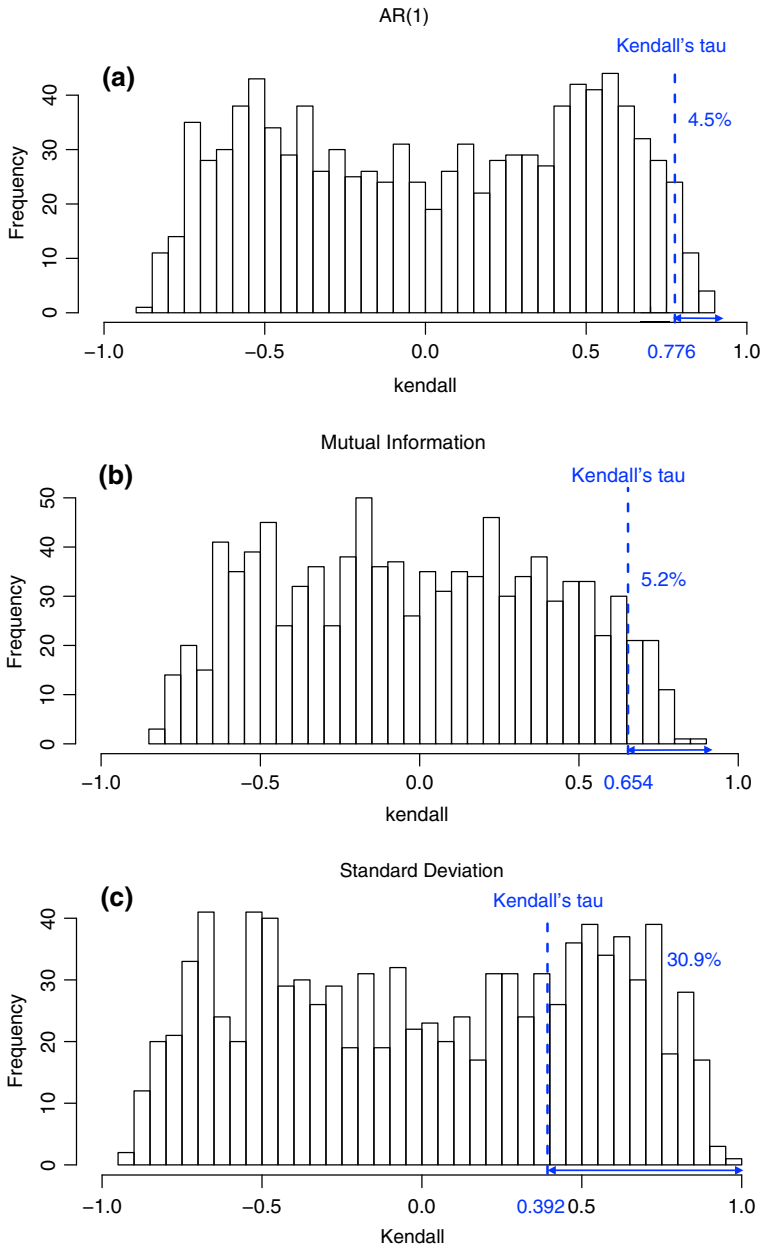 AR(1)
Kendall's tau
(a)
4.5%
Frequency
0 10 20 30 40
−1.0 −0.5 0.0 0.5 0.776 1.0
kendall
Mutual Information
(b)
Kendall's tau
5.2%
Frequency
0 10 20 30 40 50
−1.0 −0.5 0.0 0.5 0.654 1.0
kendall
Standard Deviation
(c)
Kendall's tau
30.9%
Frequency
0 10 20 30 40
−1.0 −0.5 0.0 0.392 0.5 1.0
Kendall